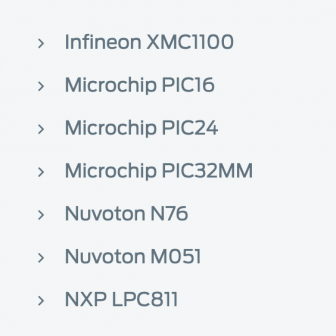 Infineon XMC1100
Microchip PIC16
Microchip PIC24
Microchip PIC32MM
Nuvoton N76
Nuvoton M051
NXP LPC811